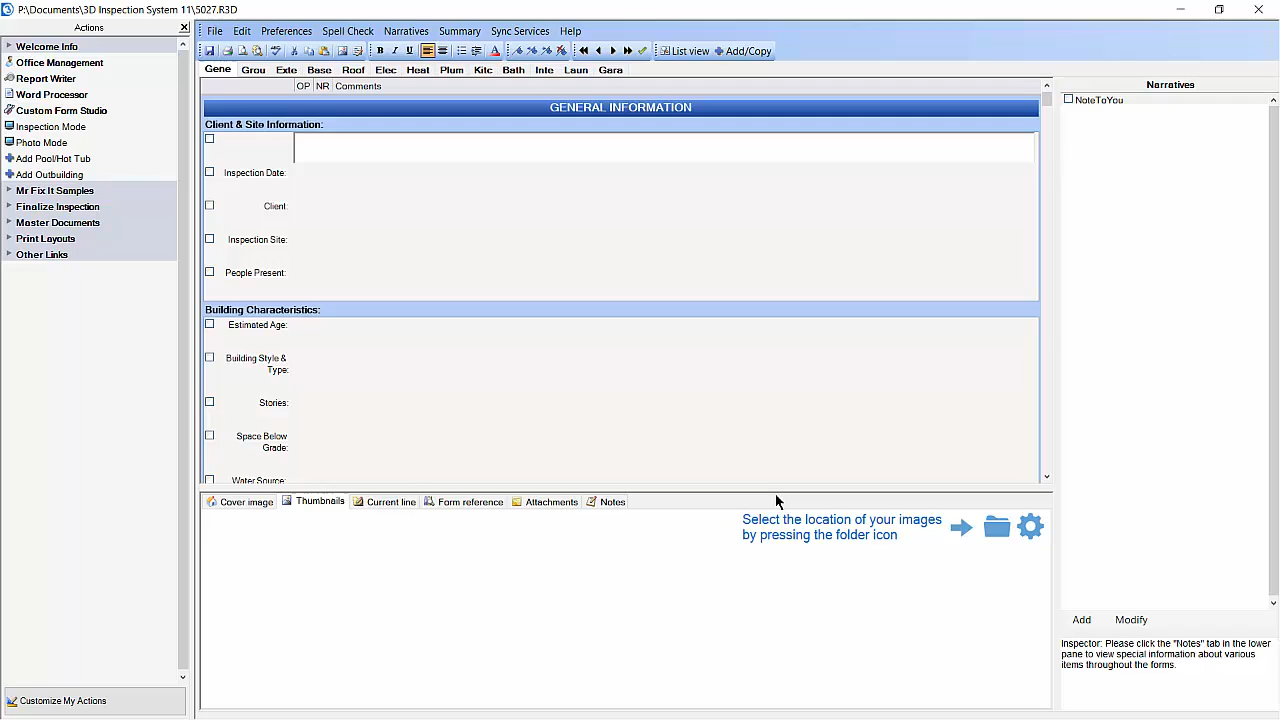 P:\Documents\3D Inspection System 11\5027.R3D
Actions
Welcome Info
Office Management
Report Writer
Word Processor
Custom Form Studio
Inspection Mode
Photo Mode
Add Pool/Hot Tub
Add Outbuilding
Mr Fix It Samples
Finalize Inspection
Master Documents
Print Layouts
Other Links
Customize My Actions
File Edit Preferences Spell Check Narratives Summary Sync Services Help
B I U A List view Add/Copy
Gene Grou Exte Base Roof Elec Heat Plum Kitc Bath Inte Laun Gara
OP NR Comments
GENERAL INFORMATION
Client & Site Information:
Inspection Date:
Client:
Inspection Site:
People Present:
Building Characteristics:
Estimated Age:
Building Style &
Type:
Stories:
Space Below
Grade:
Water Source:
Cover image Thumbnails Current line Form reference Attachments Notes
Select the location of your images
by pressing the folder icon
Narratives
NoteToYou
Add Modify
Inspector: Please click the "Notes" tab in the lower
pane to view special information about various
items throughout the forms.